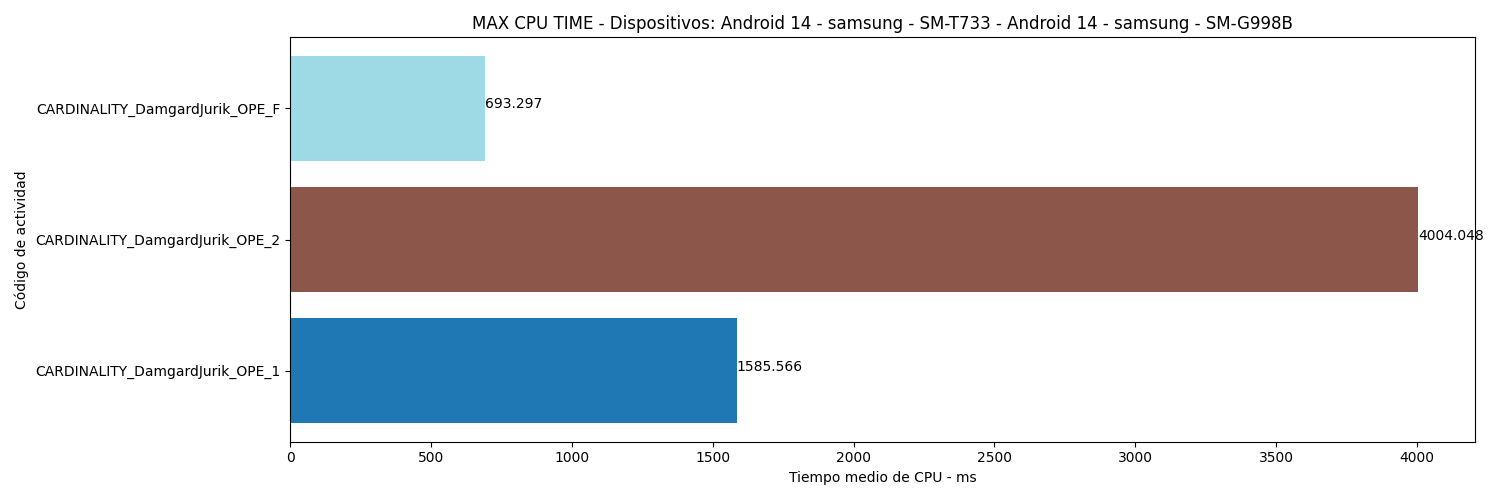 MAX CPU TIME - Dispositivos: Android 14 - samsung - SM-T733 - Android 14 - samsung - SM-G998B
Código de actividad
CARDINALITY_DamgardJurik_OPE_F
693.297
CARDINALITY_DamgardJurik_OPE_2
4004.048
CARDINALITY_DamgardJurik_OPE_1
1585.566
0 500 1000 1500 2000 2500 3000 3500 4000
Tiempo medio de CPU - ms